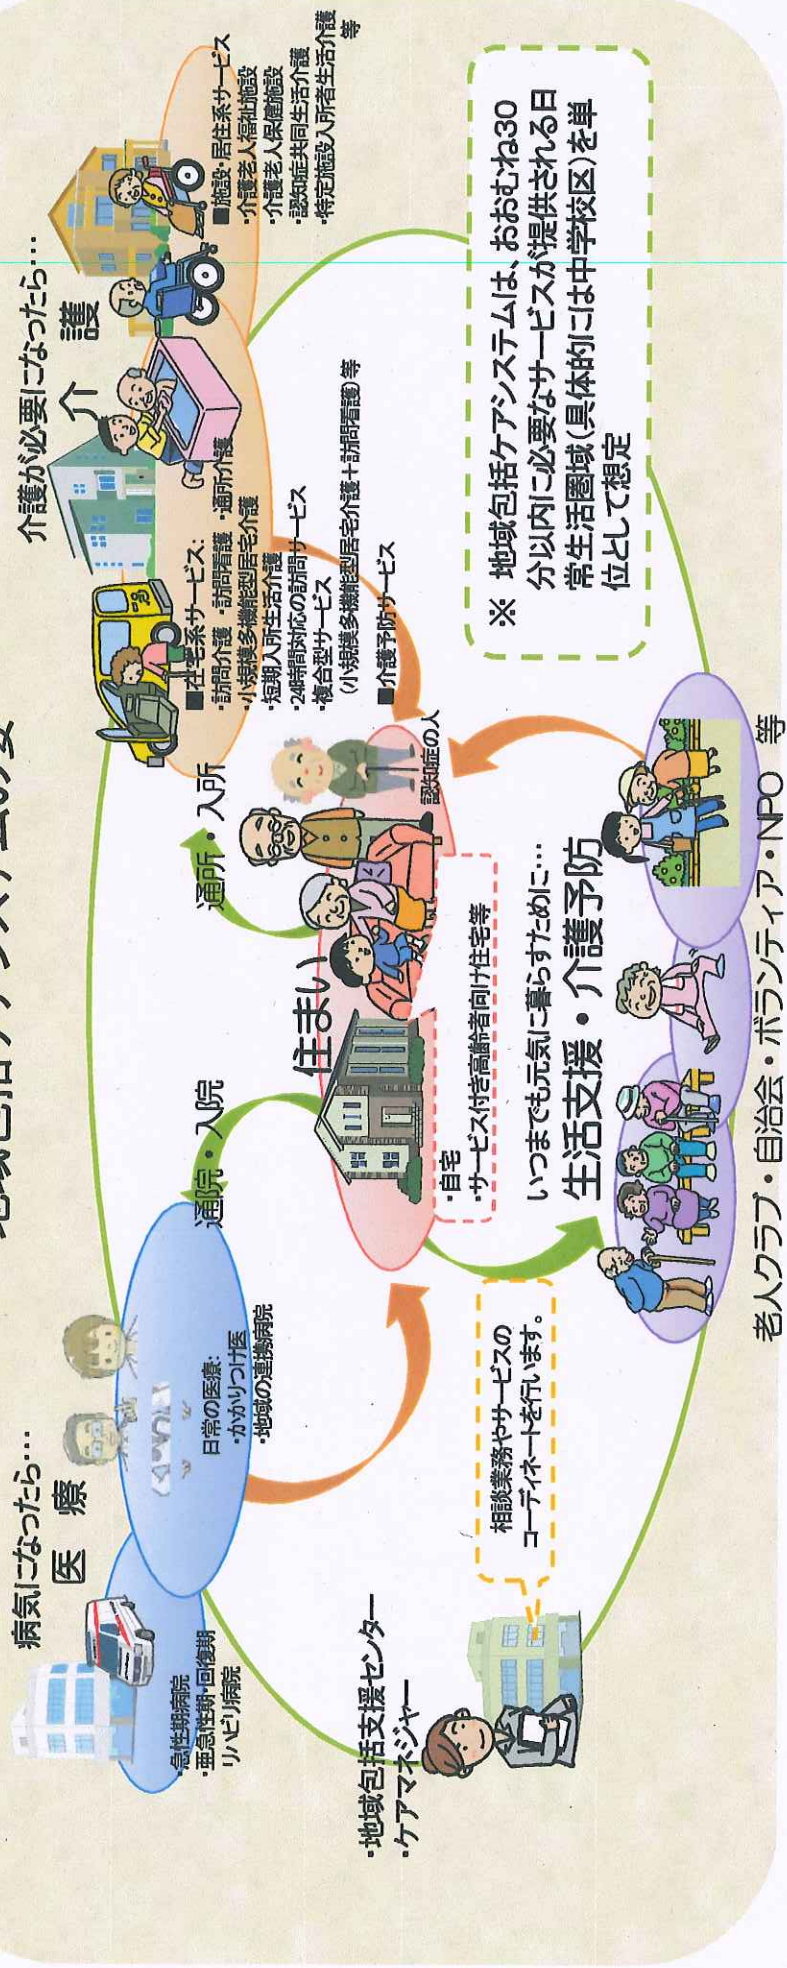 地域包括ケアシステムの姿
病気になったら…
医 療
・急性期病院
・亜急性期・回復期
リハビリ病院
日常の医療：
・かかりつけ医
・地域の連携病院
通院・入院
通所・入所
介護が必要になったら…
介 護
■在宅系サービス：
・訪問介護 ・訪問看護 ・通所介護
・小規模多機能型居宅介護
・短期入所生活介護
・24時間対応の訪問サービス
・複合型サービス
（小規模多機能型居宅介護＋訪問看護）等
■介護予防サービス
■施設・居住系サービス
・介護老人福祉施設
・介護老人保健施設
・認知症共同生活介護
・特定施設入所者生活介護
等
住まい
認知症の人
・自宅
・サービス付き高齢者向け住宅等
・地域包括支援センター
・ケアマネジャー
相談業務やサービスの
コーディネートを行います。
いつまでも元気に暮らすために…
生活支援・介護予防
老人クラブ・自治会・ボランティア・NPO 等
※ 地域包括ケアシステムは、おおむね30
分以内に必要なサービスが提供される日
常生活圏域（具体的には中学校区）を単
位として想定